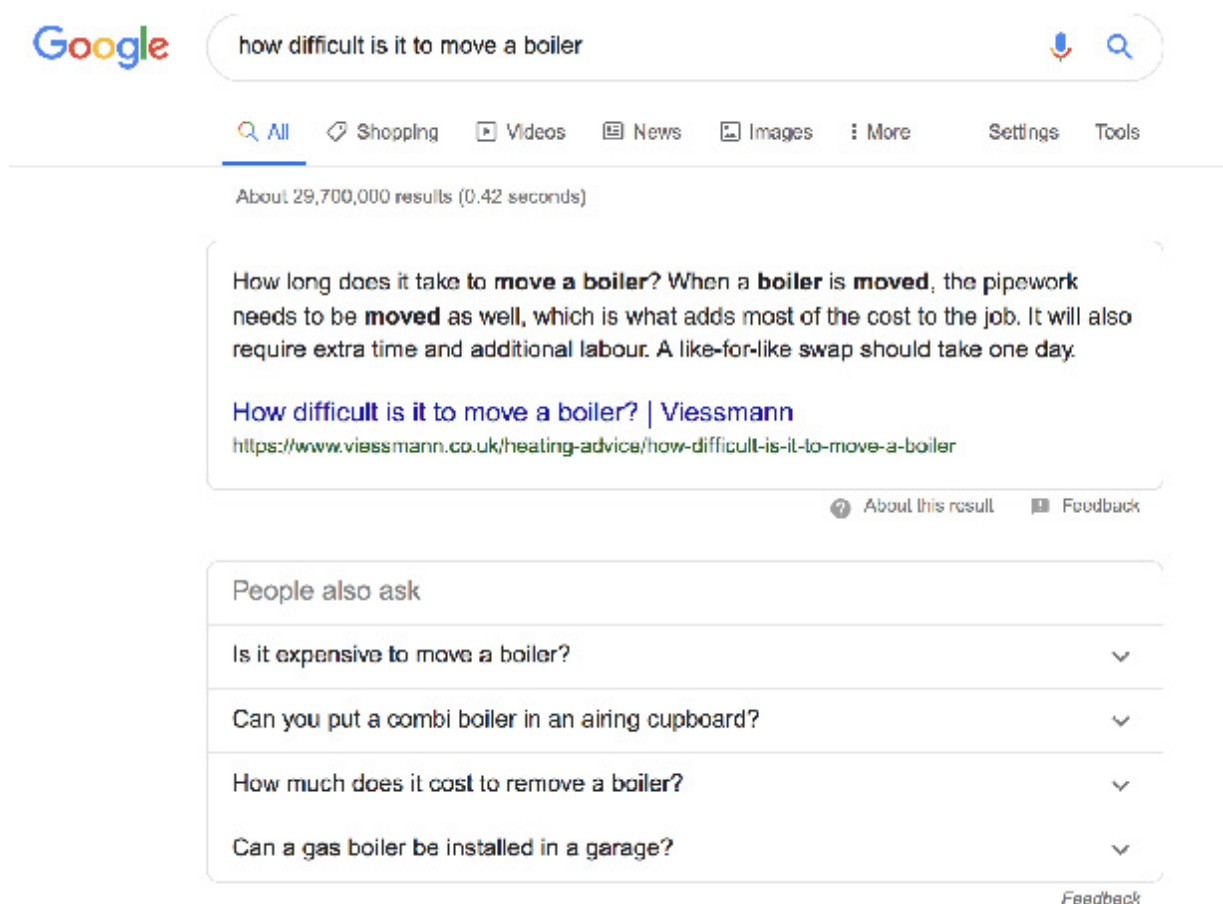 Google
how difficult is it to move a boiler
All Shopping Videos News Images More Settings Tools
About 29,700,000 results (0.42 seconds)
How long does it take to move a boiler? When a boiler is moved, the pipework
needs to be moved as well, which is what adds most of the cost to the job. It will also
require extra time and additional labour. A like-for-like swap should take one day.
How difficult is it to move a boiler? | Viessmann
https://www.viessmann.co.uk/heating-advice/how-difficult-is-it-to-move-a-boiler
About this result Feedback
People also ask
Is it expensive to move a boiler?
Can you put a combi boiler in an airing cupboard?
How much does it cost to remove a boiler?
Can a gas boiler be installed in a garage?
Feedback